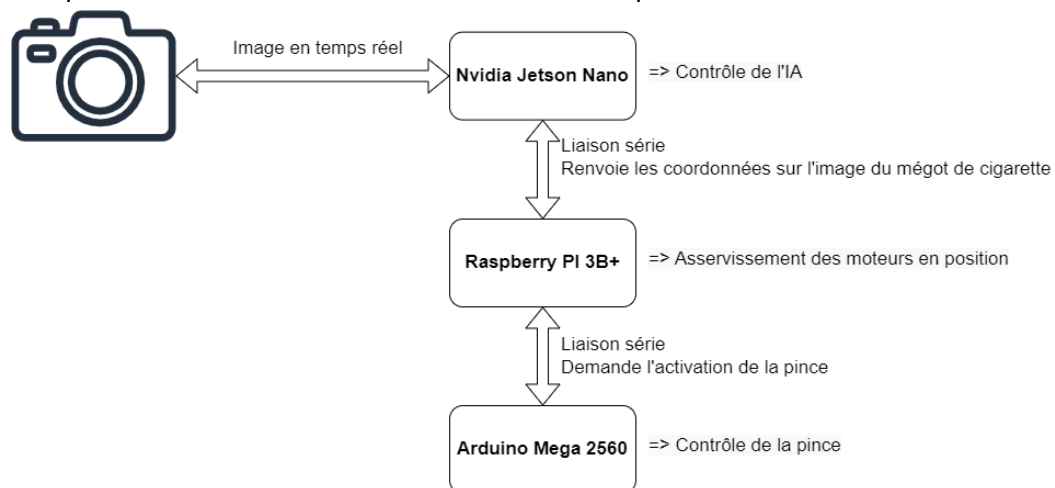 Image en temps réel
Nvidia Jetson Nano
=> Contrôle de l'IA
Liaison série
Renvoie les coordonnées sur l'image du mégot de cigarette
Raspberry PI 3B+
=> Asservissement des moteurs en position
Liaison série
Demande l'activation de la pince
Arduino Mega 2560
=> Contrôle de la pince